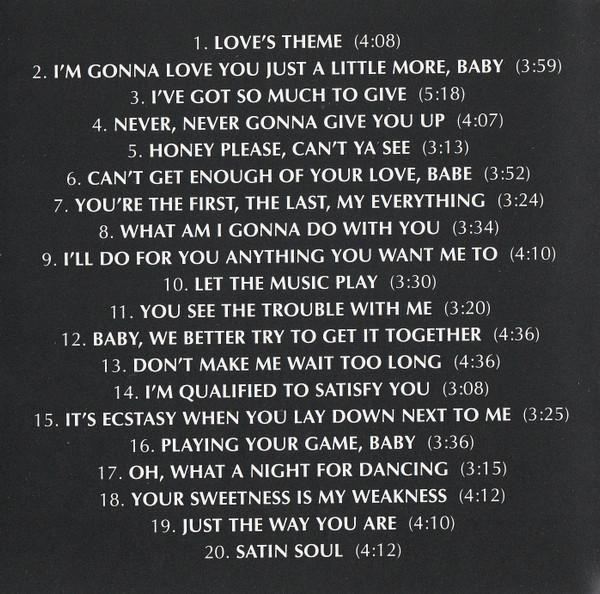 1. LOVE'S THEME (4:08)
2. I'M GONNA LOVE YOU JUST A LITTLE MORE, BABY (3:59)
3. I'VE GOT SO MUCH TO GIVE (5:18)
4. NEVER, NEVER GONNA GIVE YOU UP (4:07)
5. HONEY PLEASE, CAN'T YA SEE (3:13)
6. CAN'T GET ENOUGH OF YOUR LOVE, BABE (3:52)
7. YOU'RE THE FIRST, THE LAST, MY EVERYTHING (3:24)
8. WHAT AM I GONNA DO WITH YOU (3:34)
9. I'LL DO FOR YOU ANYTHING YOU WANT ME TO (4:10)
10. LET THE MUSIC PLAY (3:30)
11. YOU SEE THE TROUBLE WITH ME (3:20)
12. BABY, WE BETTER TRY TO GET IT TOGETHER (4:36)
13. DON'T MAKE ME WAIT TOO LONG (4:36)
14. I'M QUALIFIED TO SATISFY YOU (3:08)
15. IT'S ECSTASY WHEN YOU LAY DOWN NEXT TO ME (3:25)
16. PLAYING YOUR GAME, BABY (3:36)
17. OH, WHAT A NIGHT FOR DANCING (3:15)
18. YOUR SWEETNESS IS MY WEAKNESS (4:12)
19. JUST THE WAY YOU ARE (4:10)
20. SATIN SOUL (4:12)